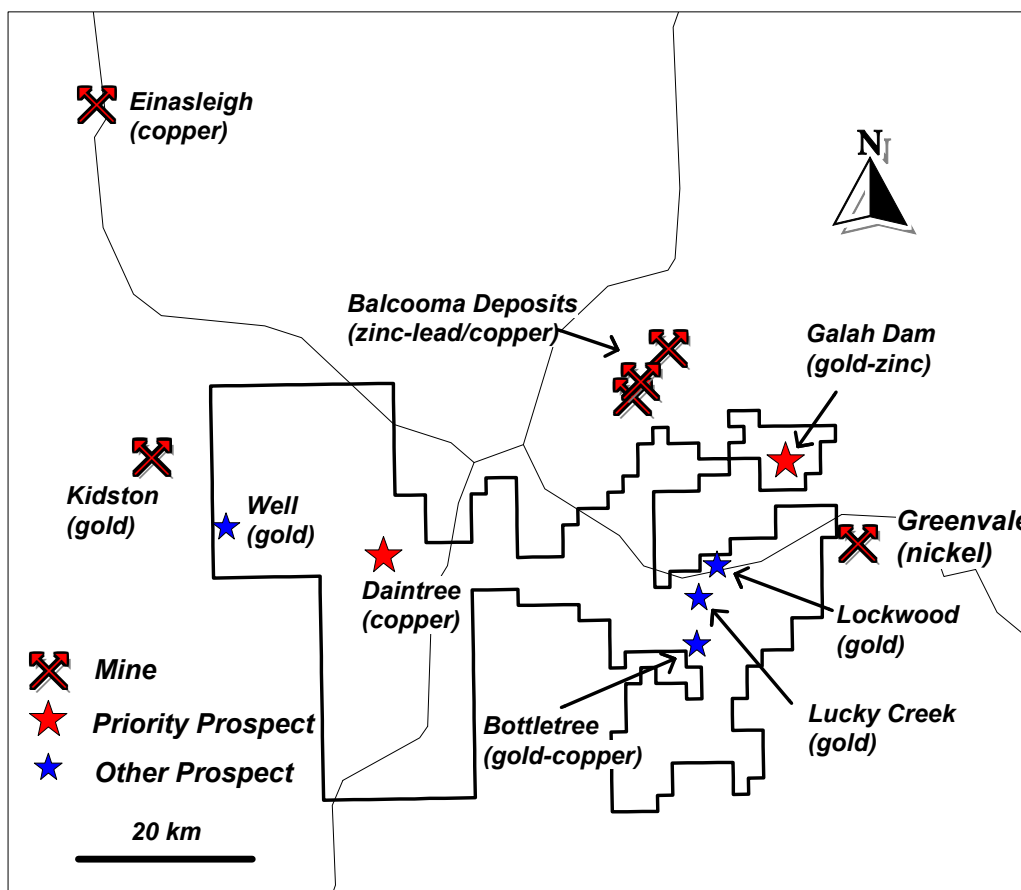 Einasleigh
(copper)
N
Balcooma Deposits
(zinc-lead/copper)
Galah Dam
(gold-zinc)
Kidston
(gold)
Well
(gold)
Greenvale
(nickel)
Daintree
(copper)
Lockwood
(gold)
Mine
Priority Prospect
Other Prospect
Bottletree
(gold-copper)
Lucky Creek
(gold)
20 km